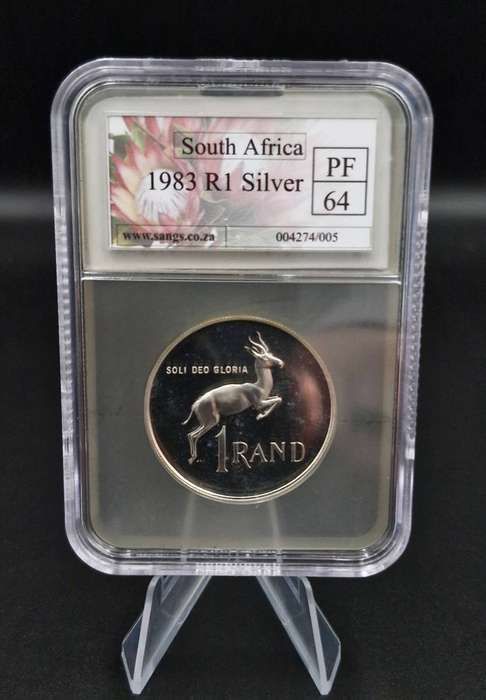 South Africa
1983 R1 Silver
PF
64
www.sangs.co.za
004274/005
SOLI DEO GLORIA
1 RAND